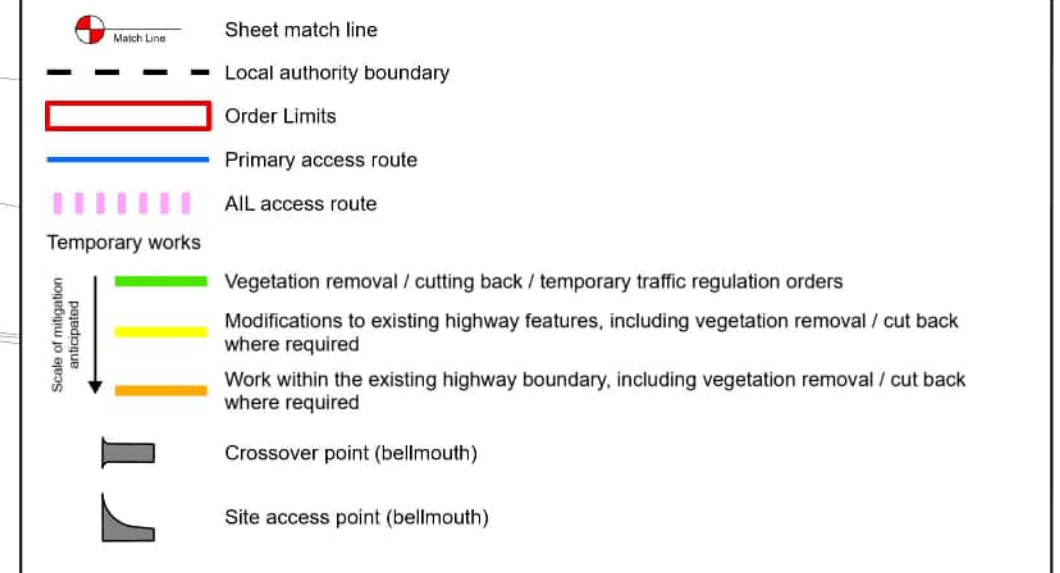 Match Line
Sheet match line
Local authority boundary
Order Limits
Primary access route
AIL access route
Temporary works
Scale of mitigation
anticipated
Vegetation removal / cutting back / temporary traffic regulation orders
Modifications to existing highway features, including vegetation removal / cut back
where required
Work within the existing highway boundary, including vegetation removal / cut back
where required
Crossover point (bellmouth)
Site access point (bellmouth)